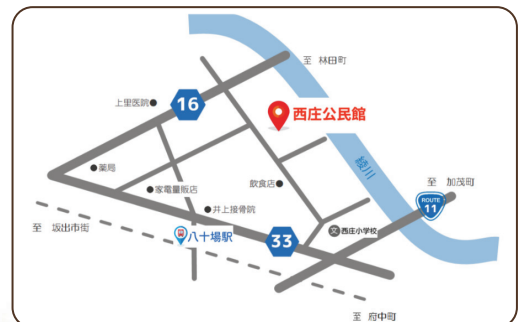 至 林田町
上里医院
16
西庄公民館
綾川
薬局
家電量販店
飲食店
至 加茂町
ROUTE
11
井上接骨院
至 坂出市街
八十場駅
33
文
西庄小学校
至 府中町